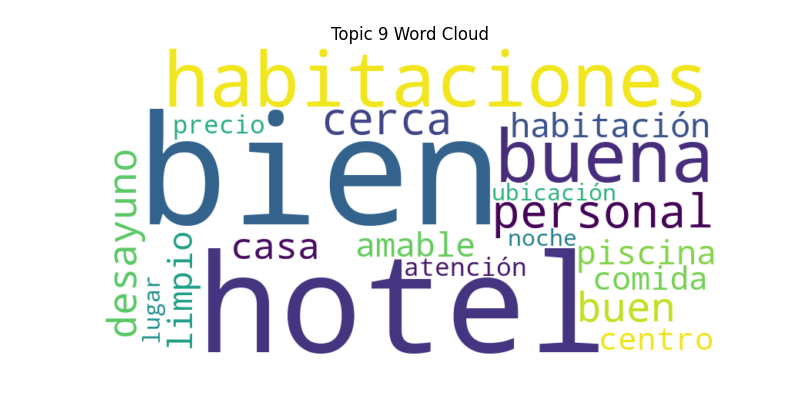 Topic 9 Word Cloud
habitaciones
precio
cerca
habitación
bien
buena
desayuno
ubicación
personal
limpio
casa
amable
noche
atención
piscina
lugar
hotel
comida
buen
centro